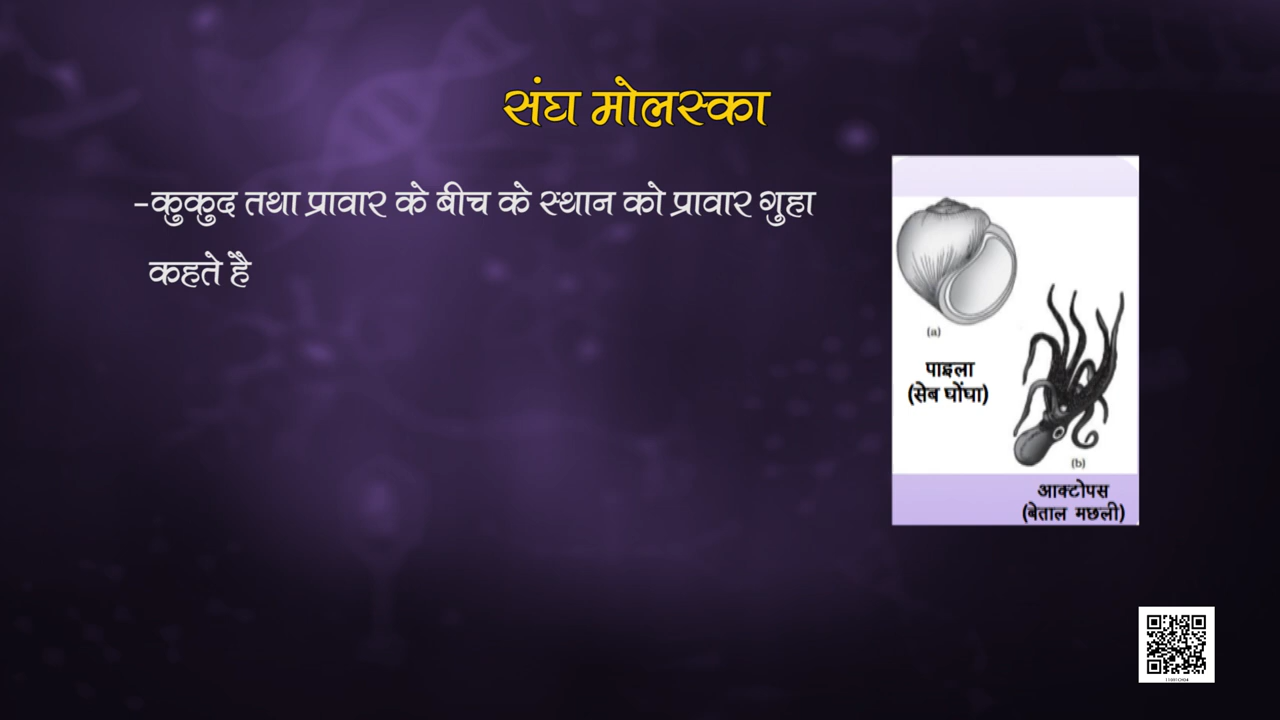 संघ मोलस्का
-कुकुद तथा प्रावार के बीच के स्थान को प्रावार गुहा
कहते है
(a)
पाइला
(सेब घोंघा)
(b)
आक्टोपस
(बेताल मछली)